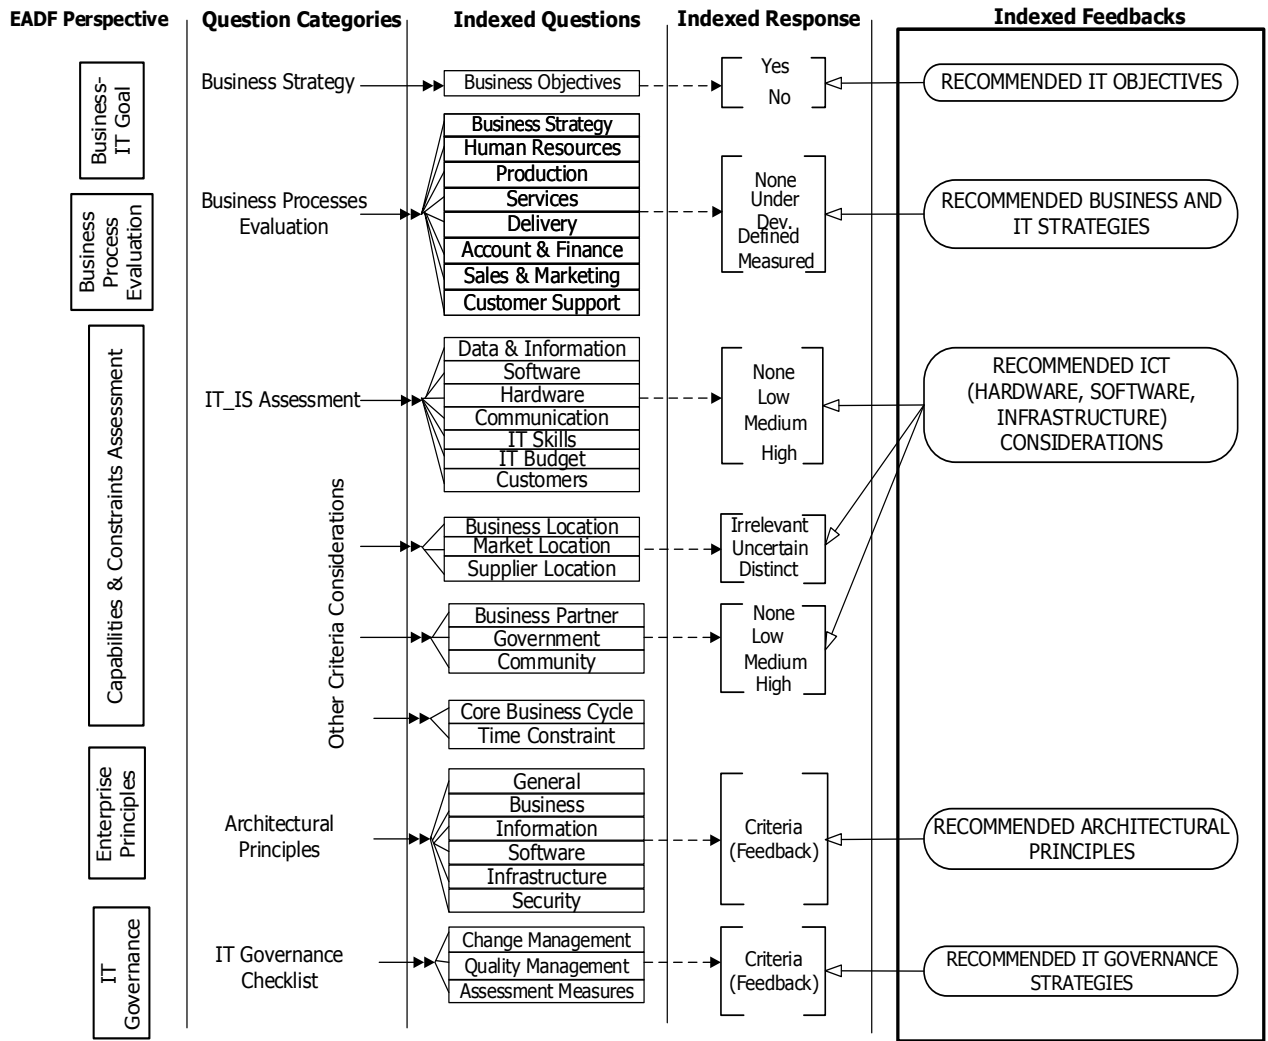 EADF Perspective
Question Categories
Indexed Questions
Indexed Response
Indexed Feedbacks
Business-
IT Goal
Business Strategy
Business Objectives
Yes
No
RECOMMENDED IT OBJECTIVES
Business
Process
Evaluation
Business Processes
Evaluation
Business Strategy
Human Resources
Production
Services
Delivery
Account & Finance
Sales & Marketing
Customer Support
None
Under
Dev.
Defined
Measured
RECOMMENDED BUSINESS AND
IT STRATEGIES
Capabilities & Constraints Assessment
IT_IS Assessment
Data & Information
Software
Hardware
Communication
IT Skills
IT Budget
Customers
None
Low
Medium
High
RECOMMENDED ICT
(HARDWARE, SOFTWARE,
INFRASTRUCTURE)
CONSIDERATIONS
Other Criteria Considerations
Business Location
Market Location
Supplier Location
Irrelevant
Uncertain
Distinct
Business Partner
Government
Community
None
Low
Medium
High
Core Business Cycle
Time Constraint
Enterprise
Principles
Architectural
Principles
General
Business
Information
Software
Infrastructure
Security
Criteria
(Feedback)
RECOMMENDED ARCHITECTURAL
PRINCIPLES
IT
Governance
IT Governance
Checklist
Change Management
Quality Management
Assessment Measures
Criteria
(Feedback)
RECOMMENDED IT GOVERNANCE
STRATEGIES